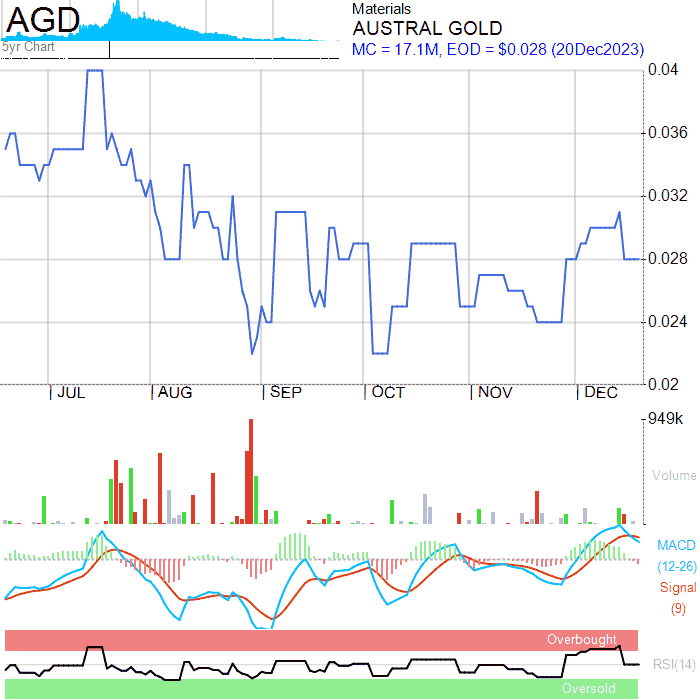 AGD
5yr Chart
Materials
AUSTRAL GOLD
MC = 17.1M, EOD = $0.028 (20Dec2023)
0.04
0.036
0.032
0.028
0.024
0.02
JUL AUG SEP OCT NOV DEC
949k
Volume
MACD
(12-26)
Signal
(9)
Overbought
RSI(14)
Oversold